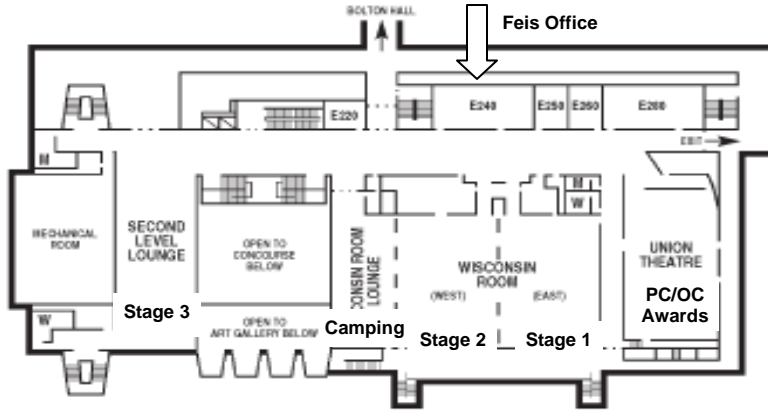 BOLTON HALL
Feis Office
E220
E240
E250
E260
E280
EXIT
M
MECHANICAL
ROOM
W
SECOND
LEVEL
LOUNGE
Stage 3
OPEN TO
CONCOURSE
BELOW
OPEN TO
ART GALLERY BELOW
CONSIN ROOM
LOUNGE
Camping
WISCONSIN
ROOM
(WEST)
(EAST)
Stage 2
Stage 1
M
W
UNION
THEATRE
PC/OC
Awards